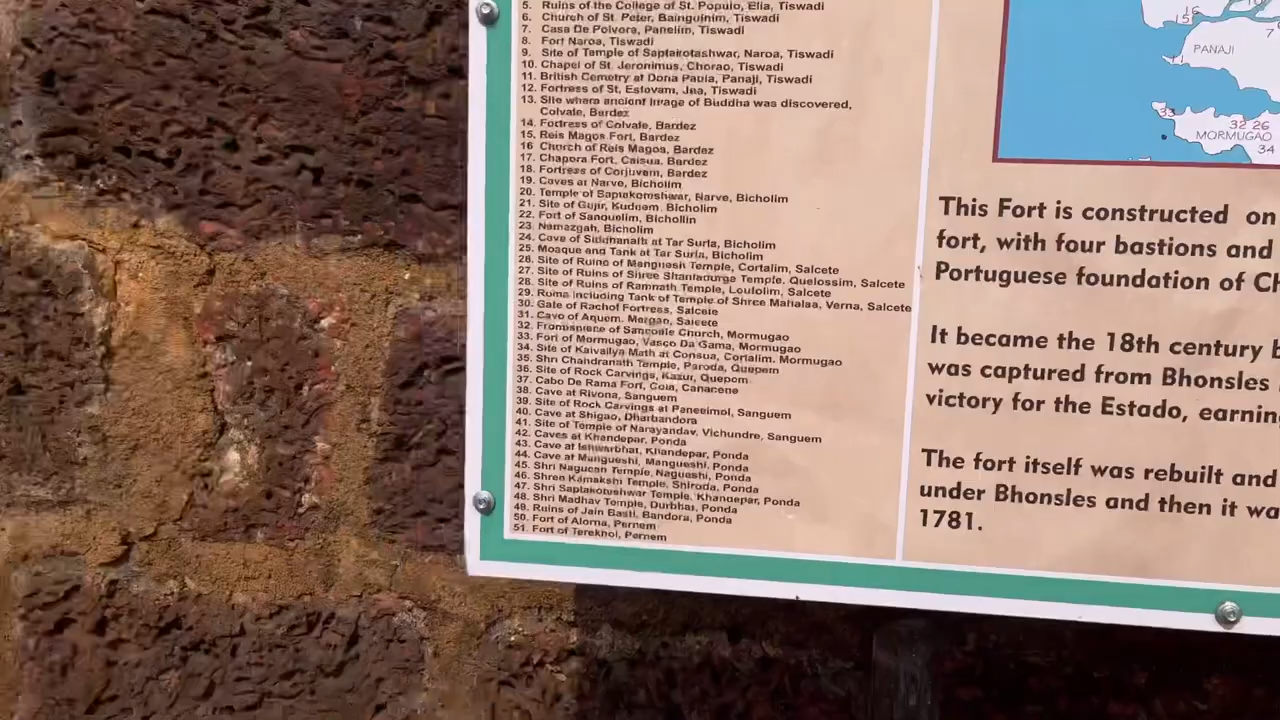 5. Ruins of the College of St. Populo, Ella, Tiswadi
6. Church of St. Peter, Bainguinim, Tiswadi
7. Casa De Polvora, Panelim, Tiswadi
8. Fort Naroa, Tiswadi
9. Site of Temple of Saptakotashwar, Naroa, Tiswadi
10. Chapel of St. Jeronimus, Chorao, Tiswadi
11. British Cemetry at Dona Paula, Panaji, Tiswadi
12. Fortress of St, Estevam, Jua, Tiswadi
13. Site where ancient Image of Buddha was discovered,
Colvale, Bardez
14. Fortress of Colvale, Bardez
15. Reis Magos Fort, Bardez
16 Church of Reis Magos, Bardez
17. Chapora Fort, Caisua, Bardez
18. Fortress of Corjuvem, Bardez
19. Caves at Narve, Bicholim
20. Temple of Saptakomshwar, Narve, Bicholim
21. Site of Gujir, Kudnem, Bicholim
22. Fort of Sanquelim, Bichollin
23. Namazgah, Bicholim
24. Cave of Siddhanath at Tar Surla, Bicholim
25. Mosque and Tank at Tar Surla, Bicholim
26. Site of Ruins of Manguesh Temple, Cortalim, Salcete
27. Site of Ruins of Shree Shantadurga Temple, Quelossim, Salcete
28. Site of Ruins of Ramnath Temple, Loutolim, Salcete
29. Ruins including Tank of Temple of Shree Mahalsa, Verna, Salcete
30. Gate of Rachol Fortress, Salcete
31. Cave of Aquem. Margao, Salcete
32. Frontispiece of Sancoale Church, Mormugao
33. Fort of Mormugao, Vasco Da Gama, Mormugao
34. Site of Kaivallya Math at Consua, Cortalim. Mormugao
35. Shri Chandranath Temple, Paroda, Quepem
36. Site of Rock Carvings, Kazur, Quepom
37. Cabo De Rama Fort, Cola, Canacone
38. Cave at Rivona, Sanguem
39. Site of Rock Carvings at Panseimol, Sanguem
40. Cave at Shigao, Dharbandora
41. Site of Temple of Narayandav, Vichundre, Sanguem
42. Caves at Khandepar, Ponda
43. Cave at Ishwarbhat, Khandepar, Ponda
44. Cave at Mangueshi, Mangueshi, Ponda
45. Shri Naguesh Temple, Nagueshi, Ponda
46. Shree Kamakshi Temple, Shiroda, Ponda
47. Shri Saptakoteshwar Temple, Khandepar, Ponda
48. Shri Madhav Temple, Durbhat, Ponda
49. Ruins of Jain Basti, Bandora, Ponda
50. Fort of Alorna, Pernem
51. Fort of Terekhol, Pernem
16
15
7
PANAJI
33
32 26
MORMUGAO
34
This Fort is constructed on
fort, with four bastions and
Portuguese foundation of Ch
It became the 18th century b
was captured from Bhonsles
victory for the Estado, earning
The fort itself was rebuilt and
under Bhonsles and then it wa
1781.